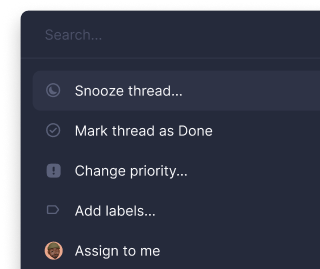 Search...
Snooze thread...
Mark thread as Done
Change priority...
Add labels...
Assign to me